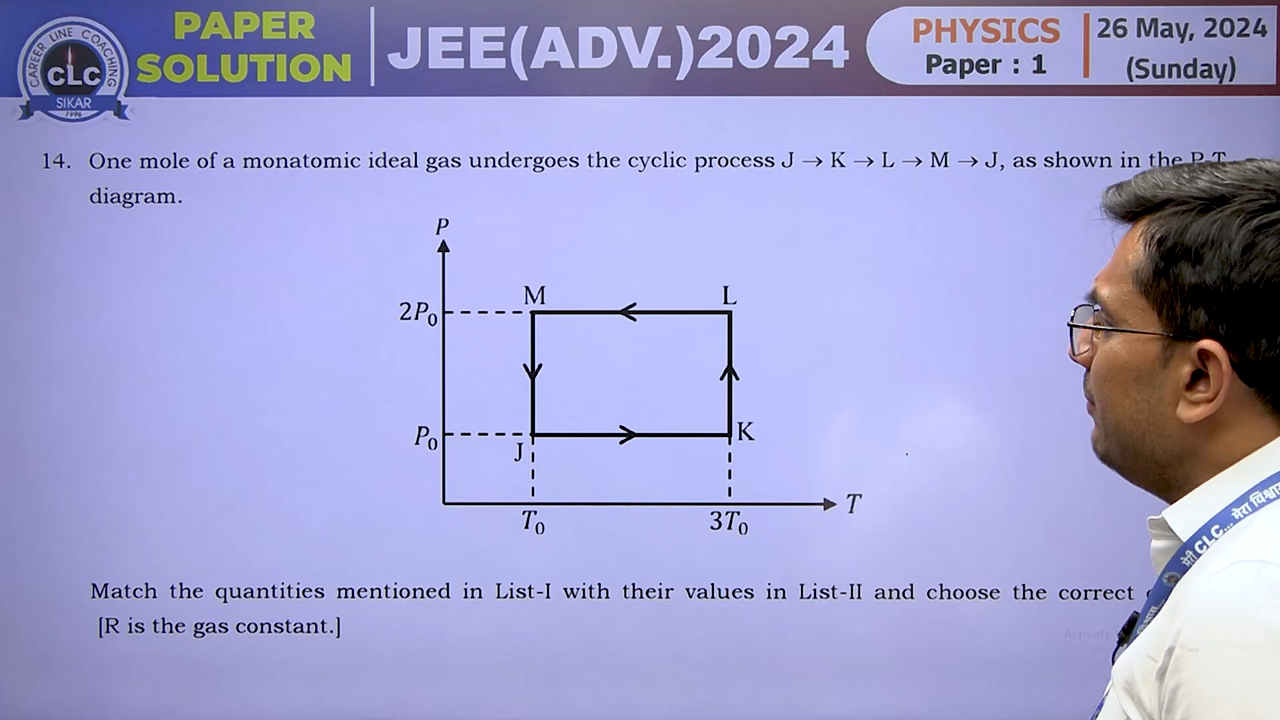 CAREER LINE COACHING
CLC
SIKAR
1996
PAPER
SOLUTION
JEE(ADV.)2024
PHYSICS
Paper : 1
26 May, 2024
(Sunday)
14. One mole of a monatomic ideal gas undergoes the cyclic process J → K → L → M → J, as shown in the P-T
diagram.
P
M L
2P₀
P₀ K
J
T
T₀ 3T₀
Match the quantities mentioned in List-I with their values in List-II and choose the correct
[R is the gas constant.]
Activate
CLC...